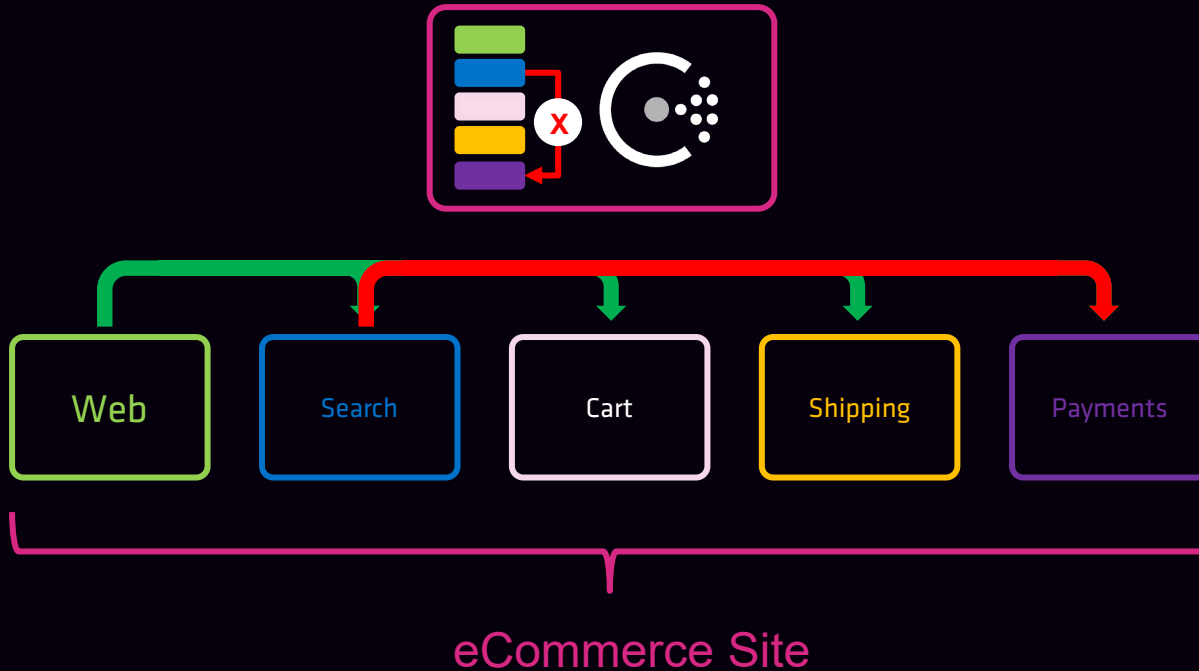 X
Web
Search
Cart
Shipping
Payments
eCommerce Site